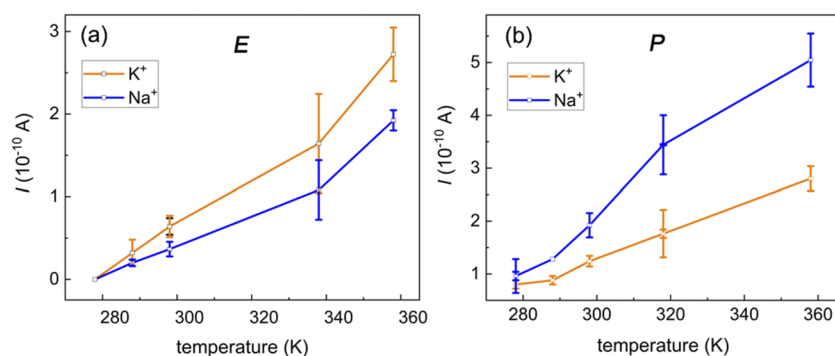 (a)
E
K+
Na+
I (10-10 A)
3
2
1
0
280 300 320 340 360
temperature (K)
(b)
P
K+
Na+
I (10-10 A)
5
4
3
2
1
280 300 320 340 360
temperature (K)